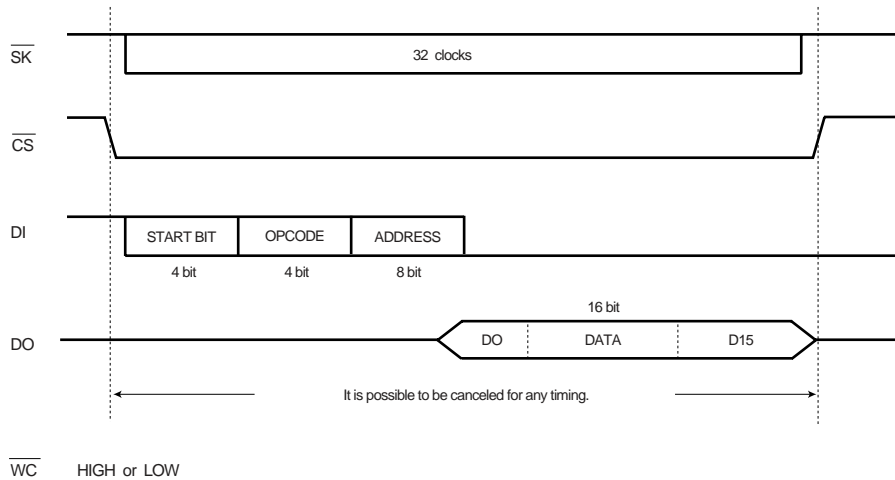 SK
32 clocks
CS
DI
START BIT
OPCODE
ADDRESS
4 bit
4 bit
8 bit
16 bit
DO
DO
DATA
D15
It is possible to be canceled for any timing.
WC HIGH or LOW